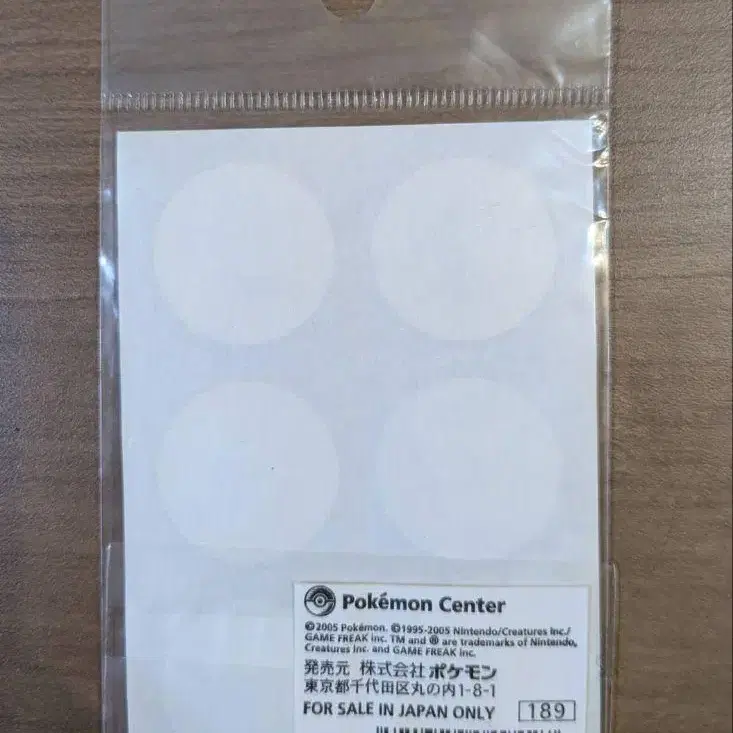 Pokémon Center
©2005 Pokémon. ©1995-2005 Nintendo/Creatures Inc./
GAME FREAK inc. TM and ® are trademarks of Nintendo,
Creatures Inc. and GAME FREAK inc.
発売元 株式会社ポケモン
東京都千代田区丸の内1-8-1
FOR SALE IN JAPAN ONLY 189